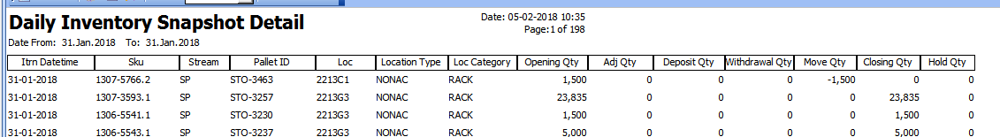 Daily Inventory Snapshot Detail
Date: 05-02-2018 10:35
Page:1 of 198
Date From: 31.Jan.2018 To: 31.Jan.2018
Itrn Datetime Sku Stream Pallet ID Loc Location Type Loc Category Opening Qty Adj Qty Deposit Qty Withdrawal Qty Move Qty Closing Qty Hold Qty
31-01-2018 1307-5766.2 SP STO-3463 2213C1 NONAC RACK 1,500 0 0 0 -1,500 0 0
31-01-2018 1307-3593.1 SP STO-3257 2213G3 NONAC RACK 23,835 0 0 0 0 23,835 0
31-01-2018 1306-5541.1 SP STO-3230 2213G3 NONAC RACK 1,500 0 0 0 0 1,500 0
31-01-2018 1306-5543.1 SP STO-3237 2213G3 NONAC RACK 5,000 0 0 0 0 5,000 0